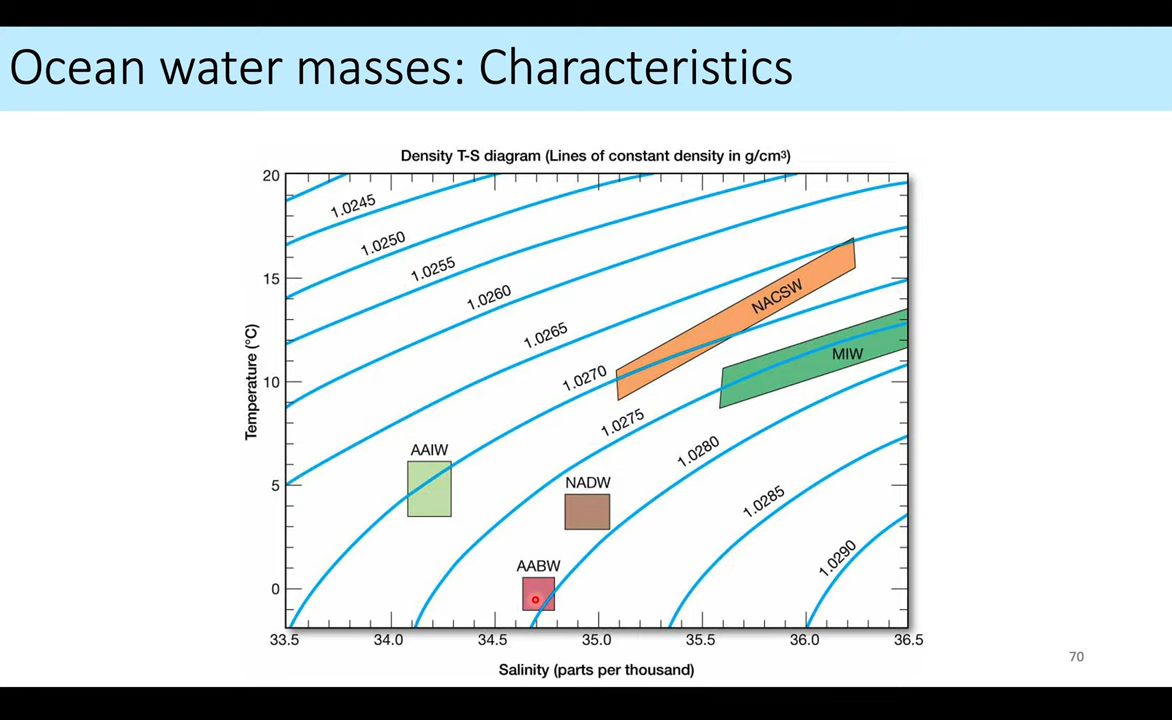 Ocean water masses: Characteristics
Density T-S diagram (Lines of constant density in g/cm³)
20
1.0245
1.0250
1.0255
15
1.0260
NACSW
1.0265
MIW
Temperature (°C)
10
1.0270
1.0275
AAIW
1.0280
5
NADW
1.0285
AABW
1.0290
0
33.5 34.0 34.5 35.0 35.5 36.0 36.5
Salinity (parts per thousand)
70